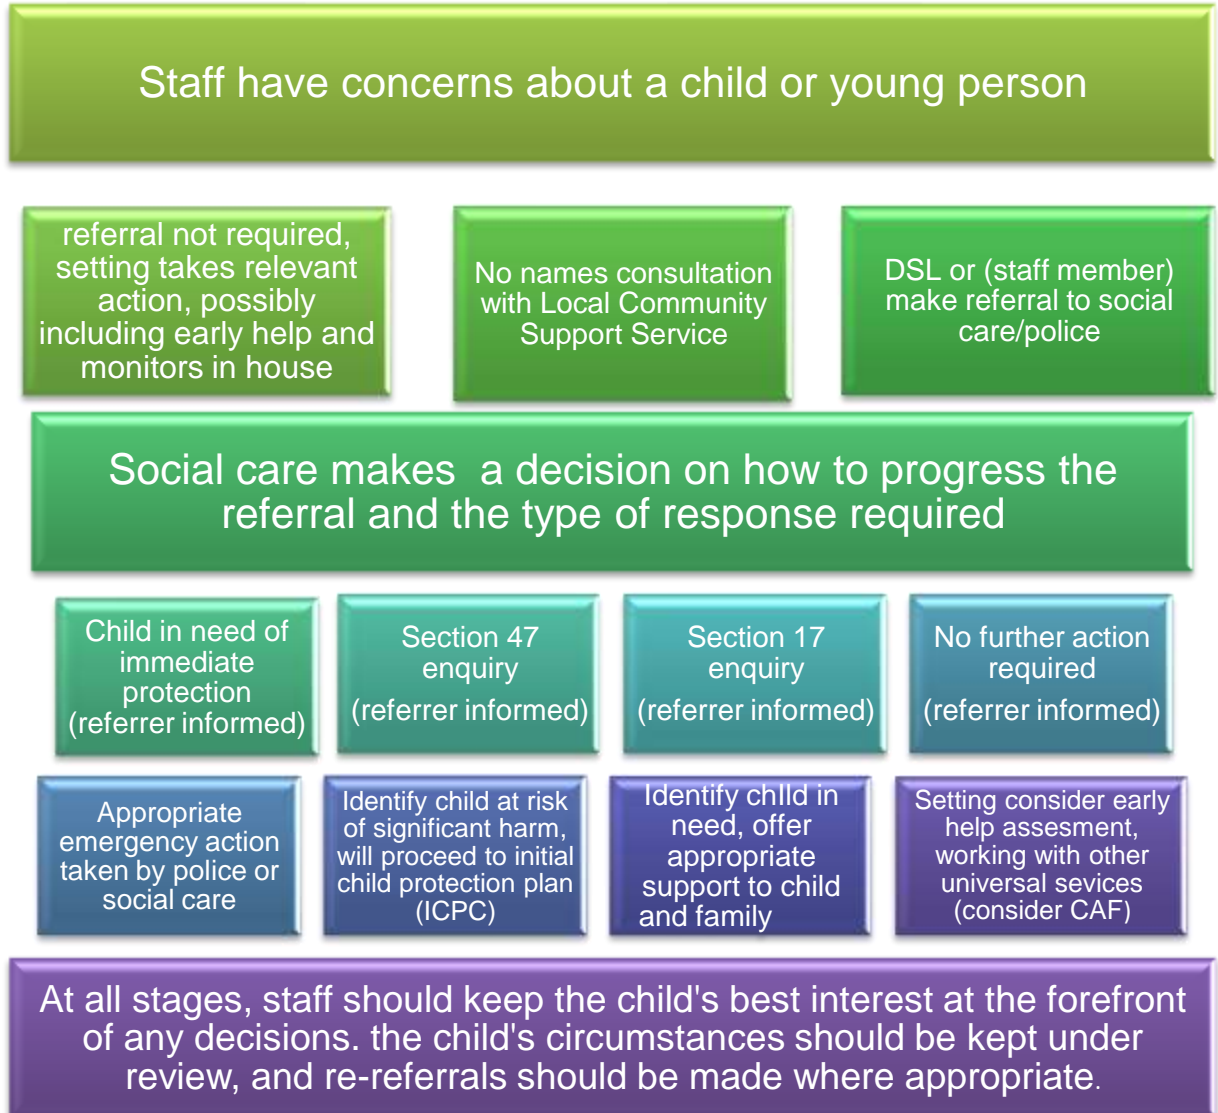 Staff have concerns about a child or young person
referral not required,
setting takes relevant
action, possibly
including early help and
monitors in house
No names consultation
with Local Community
Support Service
DSL or (staff member)
make referral to social
care/police
Social care makes  a decision on how to progress the
referral and the type of response required
Child in need of
immediate
protection
(referrer informed)
Section 47
enquiry
(referrer informed)
Section 17
enquiry
(referrer informed)
No further action
required
(referrer informed)
Appropriate
emergency action
taken by police or
social care
Identify child at risk
of significant harm,
will proceed to initial
child protection plan
(ICPC)
Identify chIld in
need, offer
appropriate
support to child
and family
Setting consider early
help assesment,
working with other
universal sevices
(consider CAF)
At all stages, staff should keep the child's best interest at the forefront
of any decisions. the child's circumstances should be kept under
review, and re-referrals should be made where appropriate.